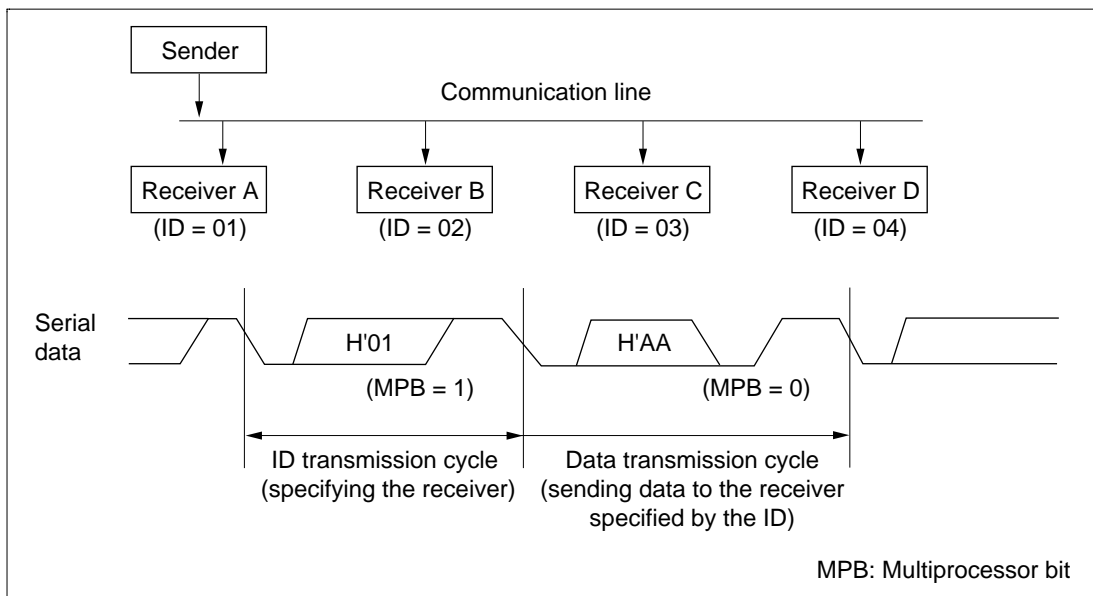 Sender
Communication line
Receiver A
Receiver B
Receiver C
Receiver D
(ID = 01)
(ID = 02)
(ID = 03)
(ID = 04)
Serial
data
H'01
H'AA
(MPB = 1)
(MPB = 0)
ID transmission cycle
(specifying the receiver)
Data transmission cycle
(sending data to the receiver
specified by the ID)
MPB: Multiprocessor bit